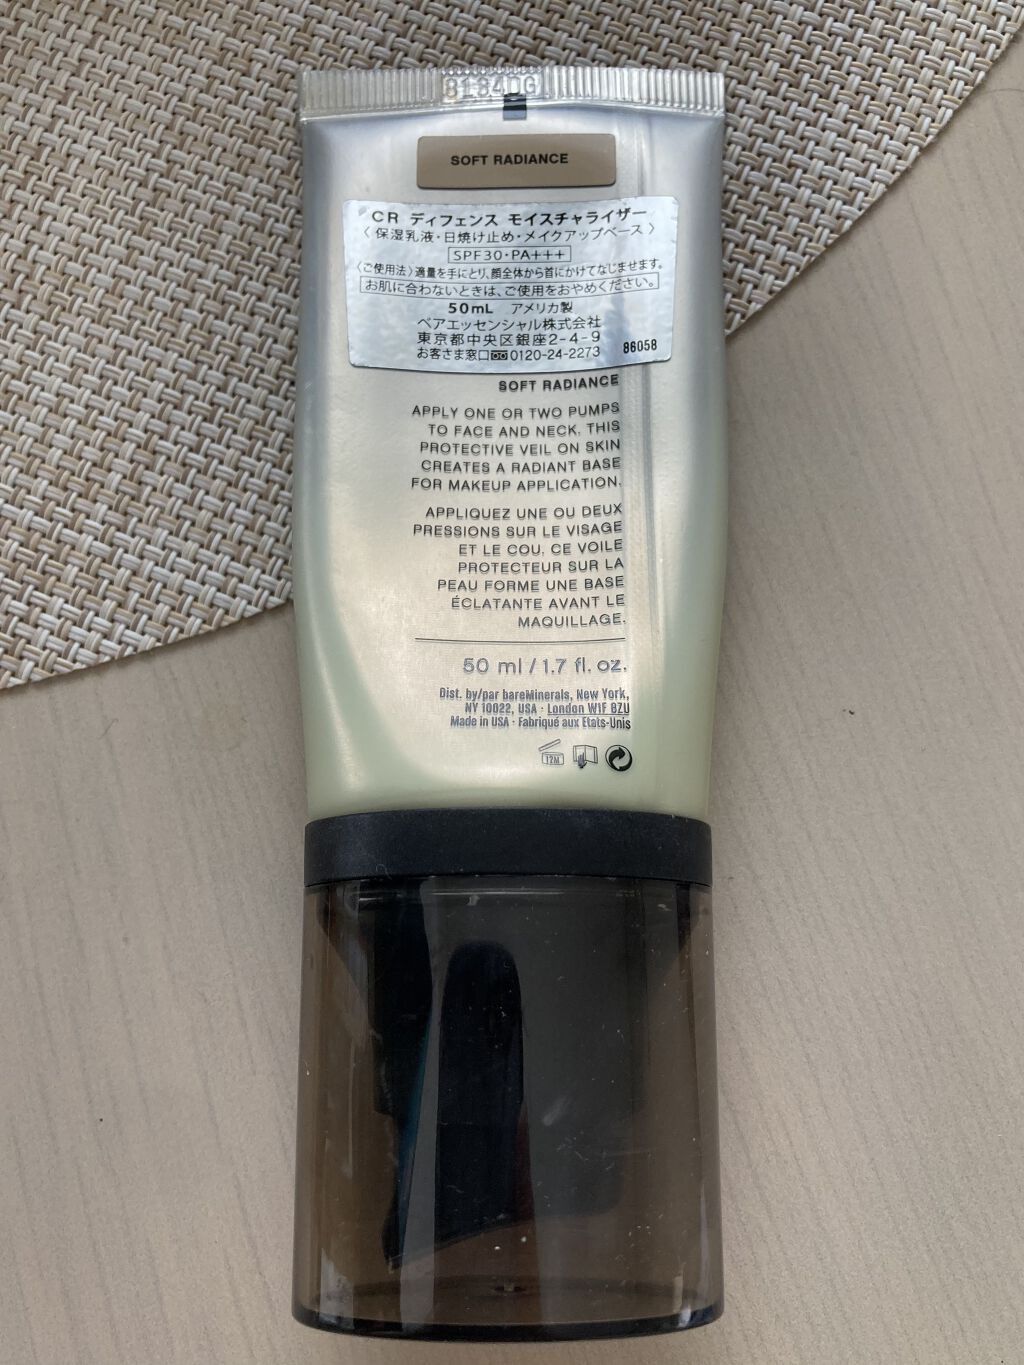 8184DG
SOFT RADIANCE
CR ディフェンス モイスチャライザー
〈 保湿乳液・日焼け止め・メイクアップベース 〉
SPF30・PA+++
〈ご使用法〉適量を手にとり、顔全体から首にかけてなじませます。
お肌に合わないときは、ご使用をおやめください。
50mL アメリカ製
ベアエッセンシャル株式会社
東京都中央区銀座2-4-9
お客さま窓口 0120-24-2273 86058
SOFT RADIANCE
APPLY ONE OR TWO PUMPS
TO FACE AND NECK. THIS
PROTECTIVE VEIL ON SKIN
CREATES A RADIANT BASE
FOR MAKEUP APPLICATION.
APPLIQUEZ UNE OU DEUX
PRESSIONS SUR LE VISAGE
ET LE COU. CE VOILE
PROTECTEUR SUR LA
PEAU FORME UNE BASE
ÉCLATANTE AVANT LE
MAQUILLAGE.
50 ml / 1.7 fl. oz.
Dist. by/par bareMinerals, New York,
NY 10022, USA · London W1F 8ZU
Made in USA · Fabriqué aux Etats-Unis
12M